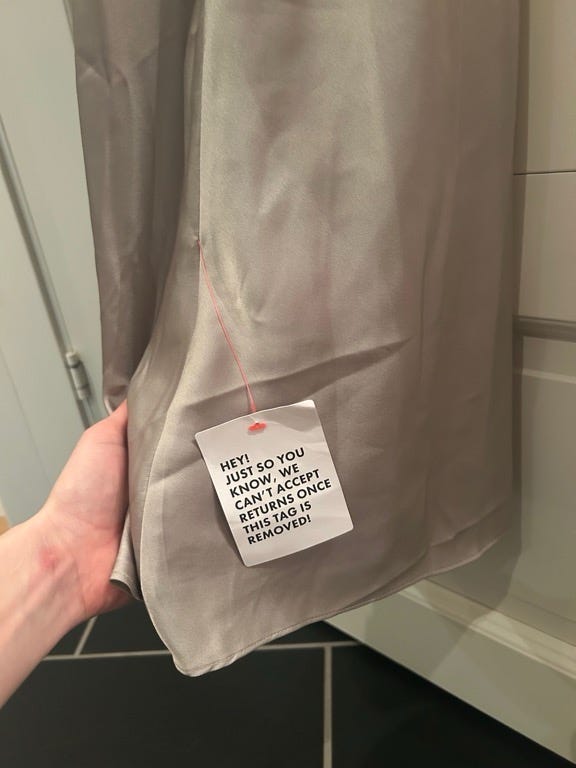 HEY!
JUST SO YOU
KNOW, WE
CAN'T ACCEPT
RETURNS ONCE
THIS TAG IS
REMOVED!